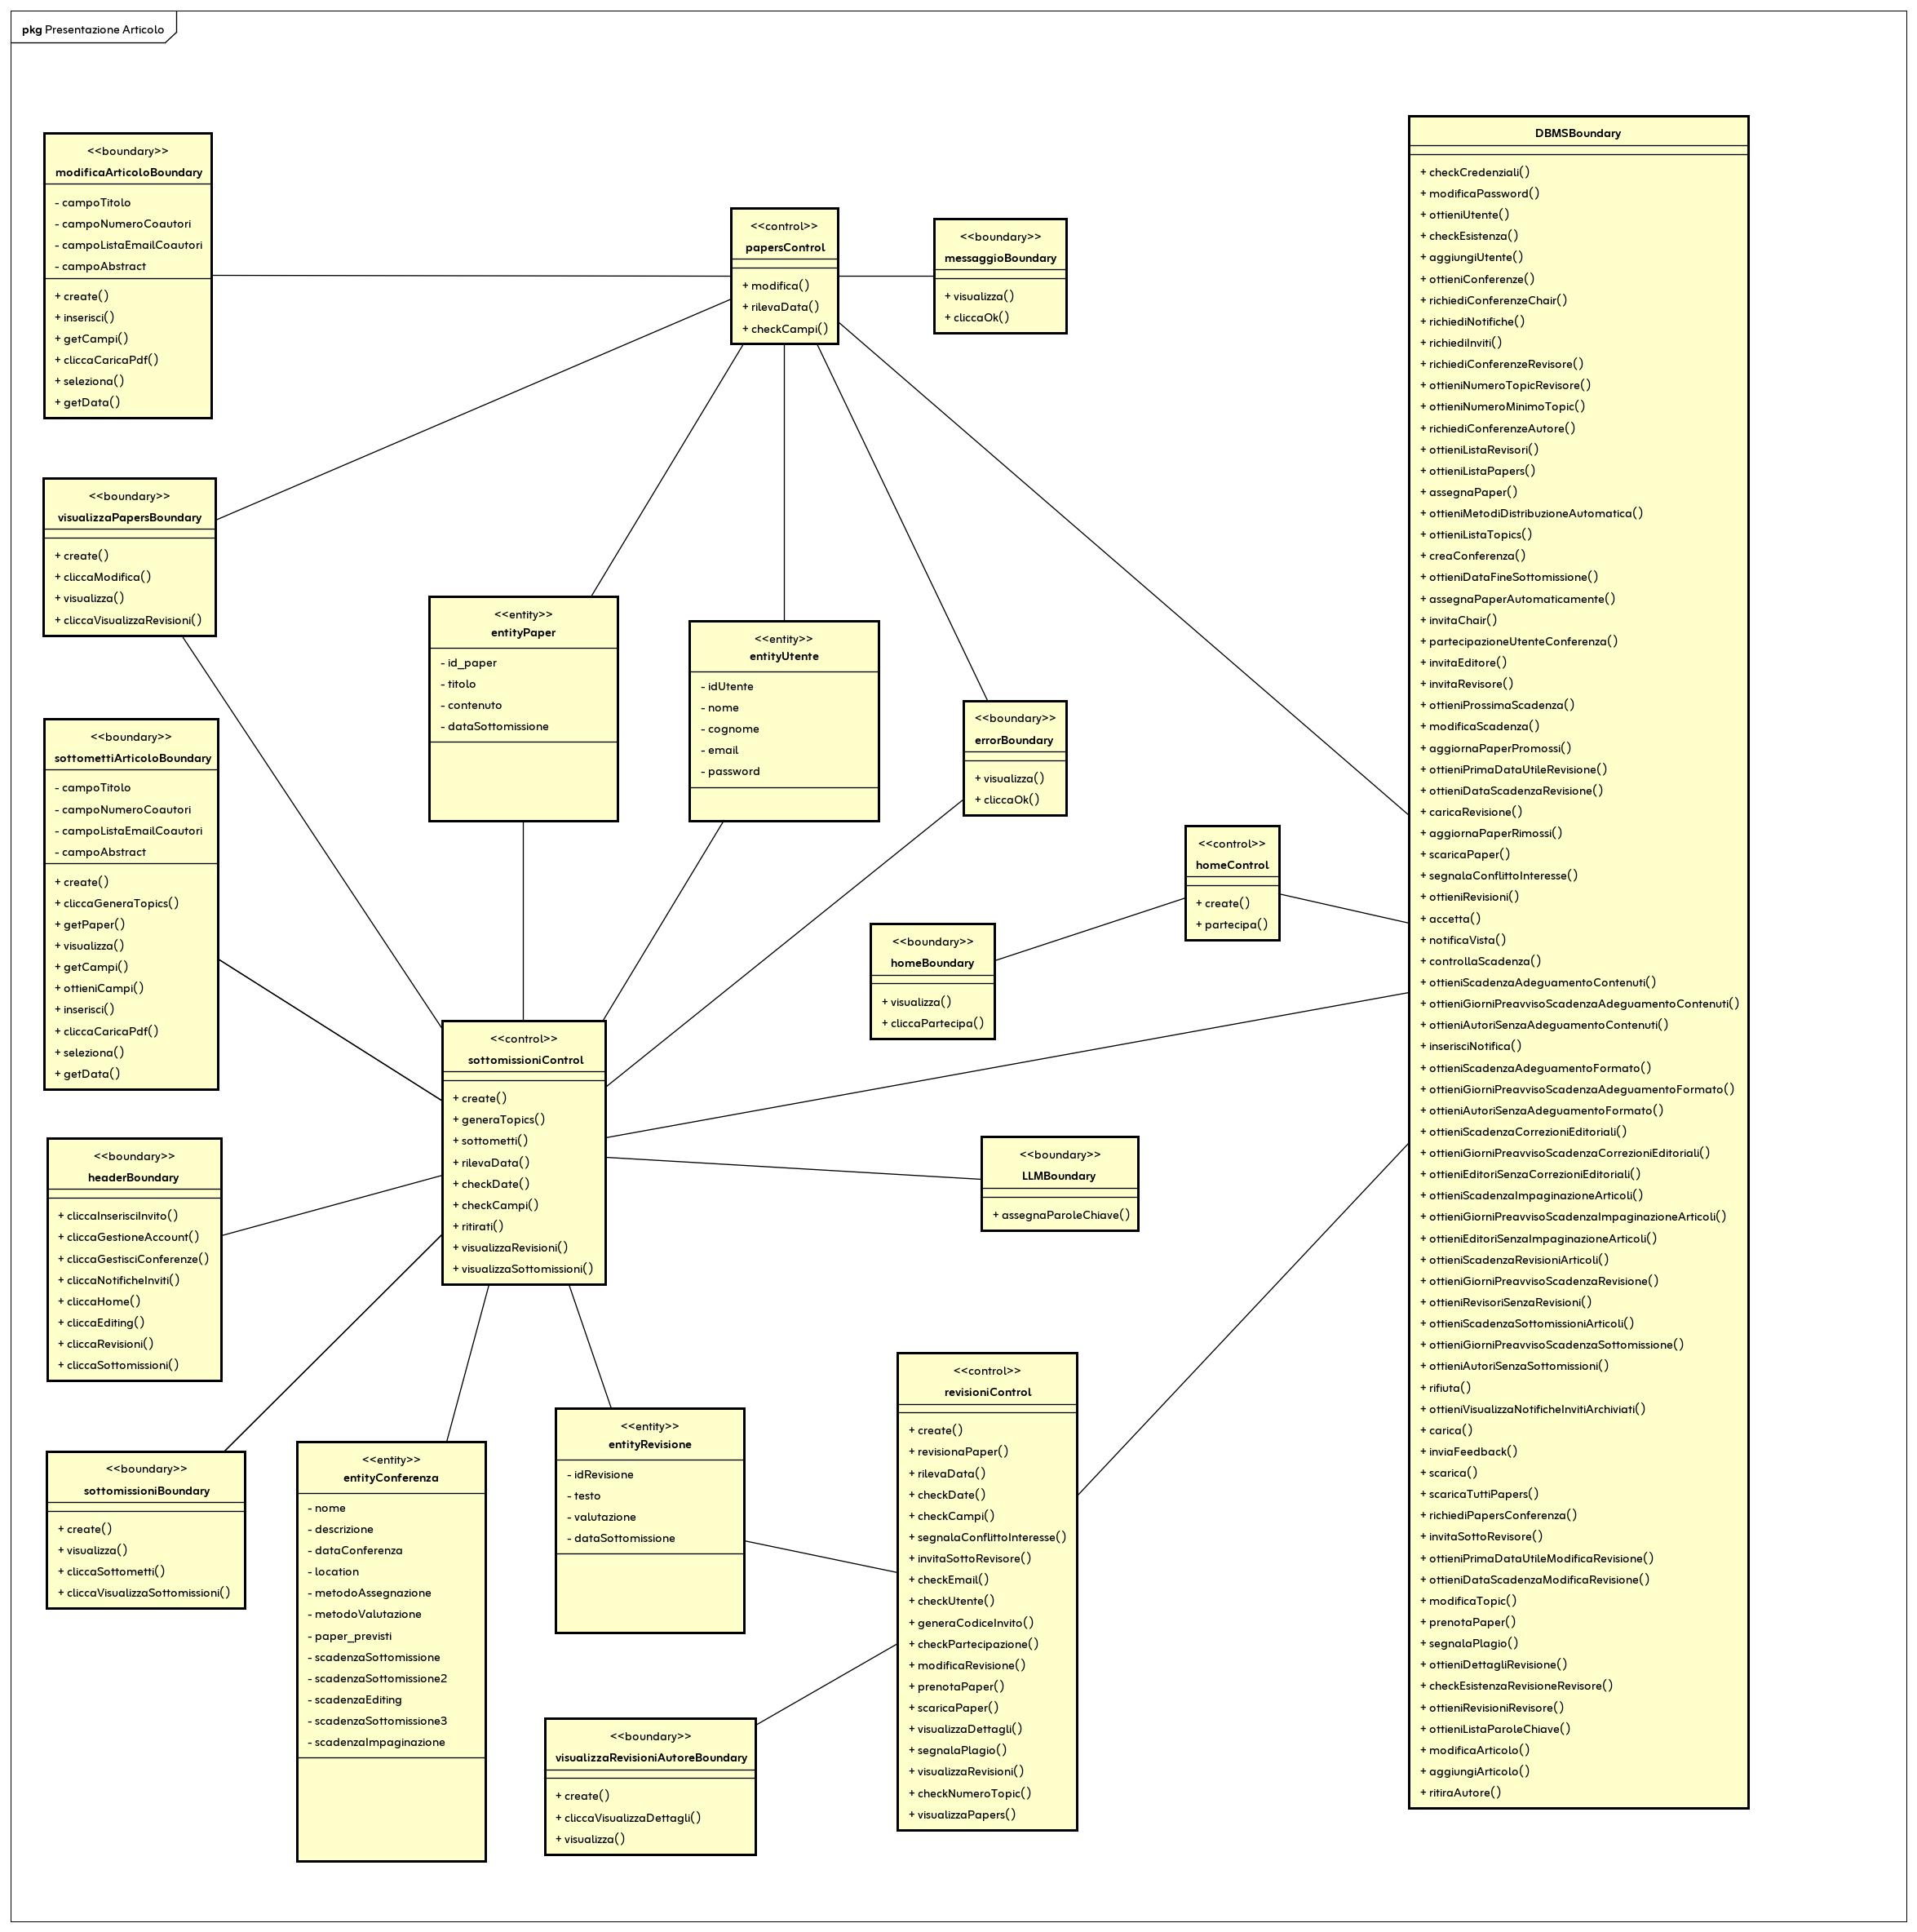 pkg Presentazione Articolo
<<boundary>>
modificaArticoloBoundary
- campoTitolo
- campoNumeroCoautori
- campoListaEmailCoautori
- campoAbstract
+ create()
+ inserisci()
+ getCampi()
+ cliccaCaricaPdf()
+ seleziona()
+ getData()
<<control>>
papersControl
+ modifica()
+ rilevaData()
+ checkCampi()
<<boundary>>
messaggioBoundary
+ visualizza()
+ cliccaOk()
<<boundary>>
visualizzaPapersBoundary
+ create()
+ cliccaModifica()
+ visualizza()
+ cliccaVisualizzaRevisioni()
<<entity>>
entityPaper
- id_paper
- titolo
- contenuto
- dataSottomissione
<<entity>>
entityUtente
- idUtente
- nome
- cognome
- email
- password
<<boundary>>
errorBoundary
+ visualizza()
+ cliccaOk()
<<boundary>>
sottomettiArticoloBoundary
- campoTitolo
- campoNumeroCoautori
- campoListaEmailCoautori
- campoAbstract
+ create()
+ cliccaGeneraTopics()
+ getPaper()
+ visualizza()
+ getCampi()
+ ottieniCampi()
+ inserisci()
+ cliccaCaricaPdf()
+ seleziona()
+ getData()
<<control>>
homeControl
+ create()
+ partecipa()
<<boundary>>
homeBoundary
+ visualizza()
+ cliccaPartecipa()
<<control>>
sottomissioniControl
+ create()
+ generaTopics()
+ sottometti()
+ rilevaData()
+ checkDate()
+ checkCampi()
+ ritirati()
+ visualizzaRevisioni()
+ visualizzaSottomissioni()
<<boundary>>
LLMBoundary
+ assegnaParoleChiave()
<<boundary>>
headerBoundary
+ cliccaInserisciInvito()
+ cliccaGestioneAccount()
+ cliccaGestisciConferenze()
+ cliccaNotificheInviti()
+ cliccaHome()
+ cliccaEditing()
+ cliccaRevisioni()
+ cliccaSottomissioni()
<<boundary>>
sottomissioniBoundary
+ create()
+ visualizza()
+ cliccaSottometti()
+ cliccaVisualizzaSottomissioni()
<<entity>>
entityConferenza
- nome
- descrizione
- dataConferenza
- location
- metodoAssegnazione
- metodoValutazione
- paper_previsti
- scadenzaSottomissione
- scadenzaSottomissione2
- scadenzaEditing
- scadenzaSottomissione3
- scadenzaImpaginazione
<<entity>>
entityRevisione
- idRevisione
- testo
- valutazione
- dataSottomissione
<<control>>
revisioniControl
+ create()
+ revisionaPaper()
+ rilevaData()
+ checkDate()
+ checkCampi()
+ segnalaConflittoInteresse()
+ invitaSottoRevisore()
+ checkEmail()
+ checkUtente()
+ generaCodiceInvito()
+ checkPartecipazione()
+ modificaRevisione()
+ prenotaPaper()
+ scaricaPaper()
+ visualizzaDettagli()
+ segnalaPlagio()
+ visualizzaRevisioni()
+ checkNumeroTopic()
+ visualizzaPapers()
<<boundary>>
visualizzaRevisioniAutoreBoundary
+ create()
+ cliccaVisualizzaDettagli()
+ visualizza()
DBMSBoundary
+ checkCredenziali()
+ modificaPassword()
+ ottieniUtente()
+ checkEsistenza()
+ aggiungiUtente()
+ ottieniConferenze()
+ richiediConferenzeChair()
+ richiediNotifiche()
+ richiediInviti()
+ richiediConferenzeRevisore()
+ ottieniNumeroTopicRevisore()
+ ottieniNumeroMinimoTopic()
+ richiediConferenzeAutore()
+ ottieniListaRevisori()
+ ottieniListaPapers()
+ assegnaPaper()
+ ottieniMetodiDistribuzioneAutomatica()
+ ottieniListaTopics()
+ creaConferenza()
+ ottieniDataFineSottomissione()
+ assegnaPaperAutomaticamente()
+ invitaChair()
+ partecipazioneUtenteConferenza()
+ invitaEditore()
+ invitaRevisore()
+ ottieniProssimaScadenza()
+ modificaScadenza()
+ aggiornaPaperPromossi()
+ ottieniPrimaDataUtileRevisione()
+ ottieniDataScadenzaRevisione()
+ caricaRevisione()
+ aggiornaPaperRimossi()
+ scaricaPaper()
+ segnalaConflittoInteresse()
+ ottieniRevisioni()
+ accetta()
+ notificaVista()
+ controllaScadenza()
+ ottieniScadenzaAdeguamentoContenuti()
+ ottieniGiorniPreavvisoScadenzaAdeguamentoContenuti()
+ ottieniAutoriSenzaAdeguamentoContenuti()
+ inserisciNotifica()
+ ottieniScadenzaAdeguamentoFormato()
+ ottieniGiorniPreavvisoScadenzaAdeguamentoFormato()
+ ottieniAutoriSenzaAdeguamentoFormato()
+ ottieniScadenzaCorrezioniEditoriali()
+ ottieniGiorniPreavvisoScadenzaCorrezioniEditoriali()
+ ottieniEditoriSenzaCorrezioniEditoriali()
+ ottieniScadenzaImpaginazioneArticoli()
+ ottieniGiorniPreavvisoScadenzaImpaginazioneArticoli()
+ ottieniEditoriSenzaImpaginazioneArticoli()
+ ottieniScadenzaRevisioniArticoli()
+ ottieniGiorniPreavvisoScadenzaRevisione()
+ ottieniRevisoriSenzaRevisioni()
+ ottieniScadenzaSottomissioniArticoli()
+ ottieniGiorniPreavvisoScadenzaSottomissione()
+ ottieniAutoriSenzaSottomissioni()
+ rifiuta()
+ ottieniVisualizzaNotificheInvitiArchiviati()
+ carica()
+ inviaFeedback()
+ scarica()
+ scaricaTuttiPapers()
+ richiediPapersConferenza()
+ invitaSottoRevisore()
+ ottieniPrimaDataUtileModificaRevisione()
+ ottieniDataScadenzaModificaRevisione()
+ modificaTopic()
+ prenotaPaper()
+ segnalaPlagio()
+ ottieniDettagliRevisione()
+ checkEsistenzaRevisioneRevisore()
+ ottieniRevisioniRevisore()
+ ottieniListaParoleChiave()
+ modificaArticolo()
+ aggiungiArticolo()
+ ritiraAutore()